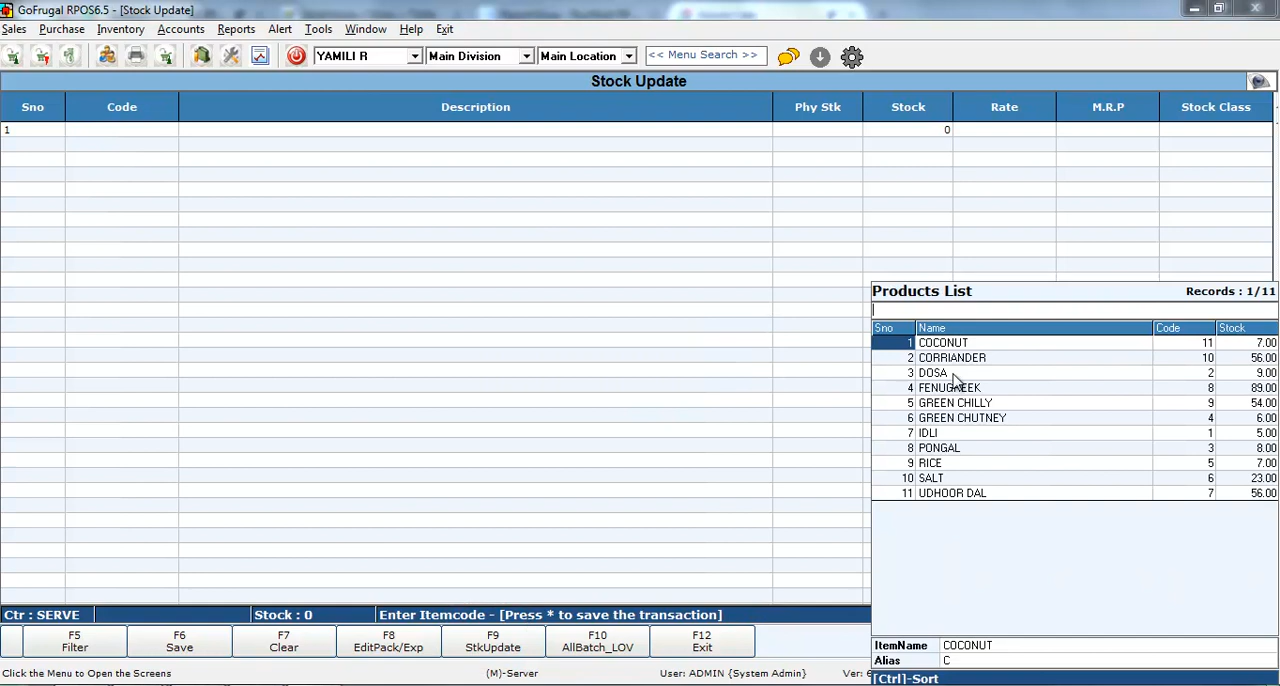 GoFrugal RPOS6.5 - [Stock Update]
Sales Purchase Inventory Accounts Reports Alert Tools Window Help Exit
YAMILI R Main Division Main Location << Menu Search >>
Stock Update
Sno Code Description Phy Stk Stock Rate M.R.P Stock Class
1 0
Products List Records : 1/11
Sno Name Code Stock
1 COCONUT 11 7.00
2 CORRIANDER 10 56.00
3 DOSA 2 9.00
4 FENUGREEK 8 89.00
5 GREEN CHILLY 9 54.00
6 GREEN CHUTNEY 4 6.00
7 IDLI 1 5.00
8 PONGAL 3 8.00
9 RICE 5 7.00
10 SALT 6 23.00
11 UDHOOR DAL 7 56.00
Ctr : SERVE Stock : 0 Enter Itemcode - [Press * to save the transaction]
F5 F6 F7 F8 F9 F10 F12
Filter Save Clear EditPack/Exp StkUpdate AllBatch_LOV Exit
ItemName COCONUT
Alias C
Click the Menu to Open the Screens (M)-Server User: ADMIN {System Admin} Ver:
[Ctrl]-Sort